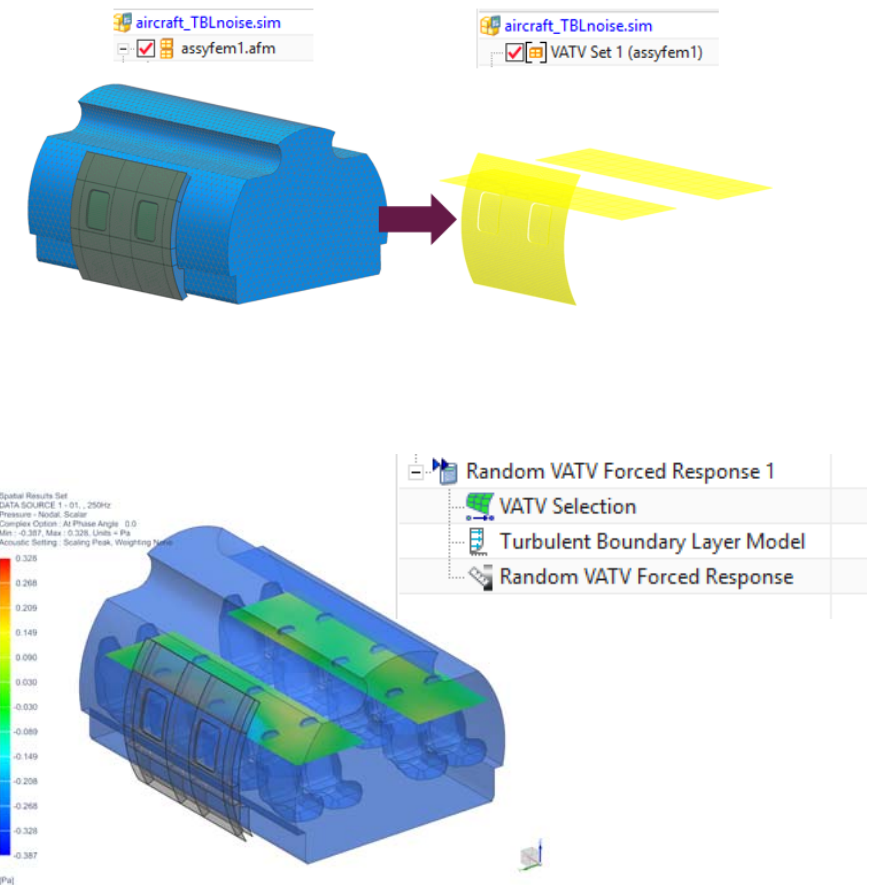 aircraft_TBLnoise.sim
assyfem1.afm
aircraft_TBLnoise.sim
VATV Set 1 (assyfem1)
Random VATV Forced Response 1
VATV Selection
Turbulent Boundary Layer Model
Random VATV Forced Response
Spatial Results Set
DATA SOURCE 1 - 01, , 250Hz
Pressure - Nodal, Scalar
Complex Option : At Phase Angle 0.0
Min : -0.387, Max : 0.328, Units = Pa
Acoustic Setting : Scaling Peak, Weighting None
0.328
0.268
0.209
0.149
0.090
0.030
-0.030
-0.089
-0.149
-0.208
-0.268
-0.328
-0.387
[Pa]